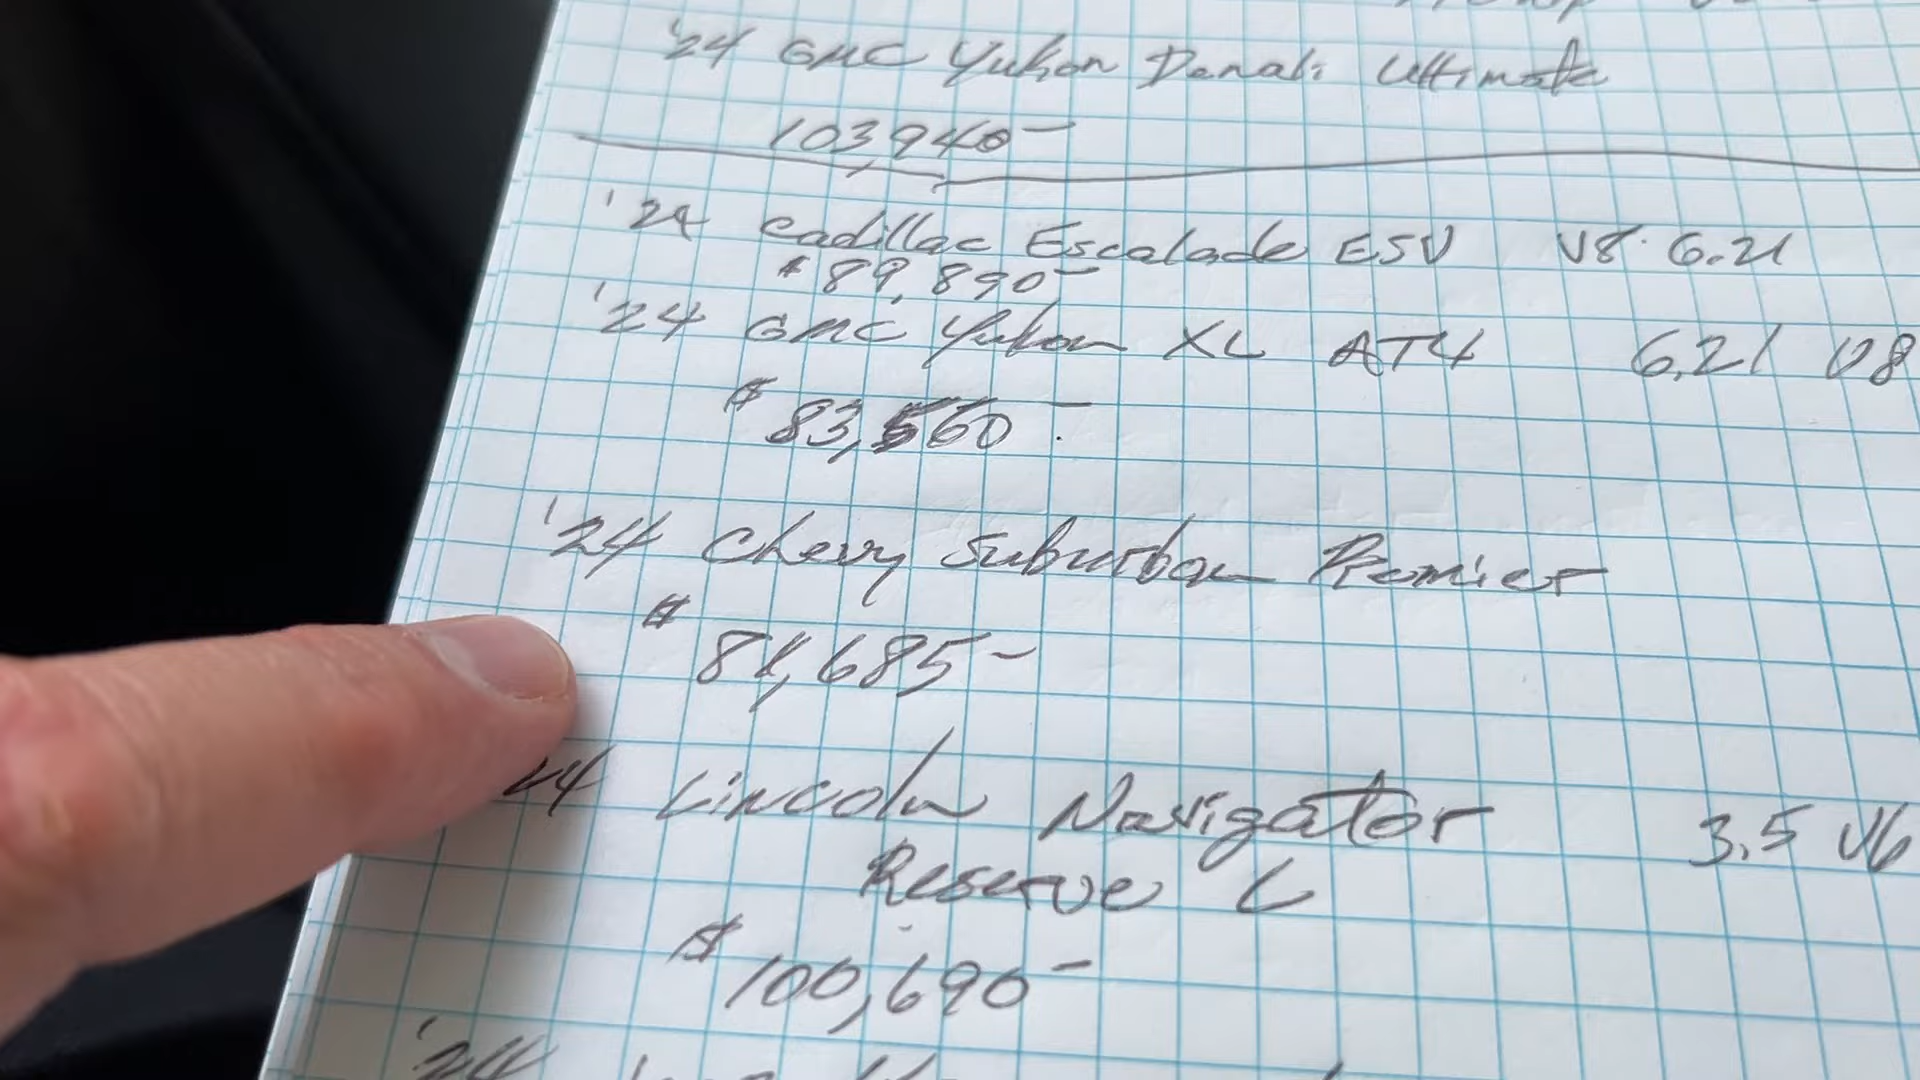 '24 GMC Yukon Denali Ultimate
103,940-
'24 Cadillac Escalade ESV V8 6.2l
$89,890-
'24 GMC Yukon XL AT4 6.2l V8
$83,560-
'24 Chevy Suburban Premier
$81,685-
24 Lincoln Navigator 3.5 V6
Reserve L
$100,690-
'24